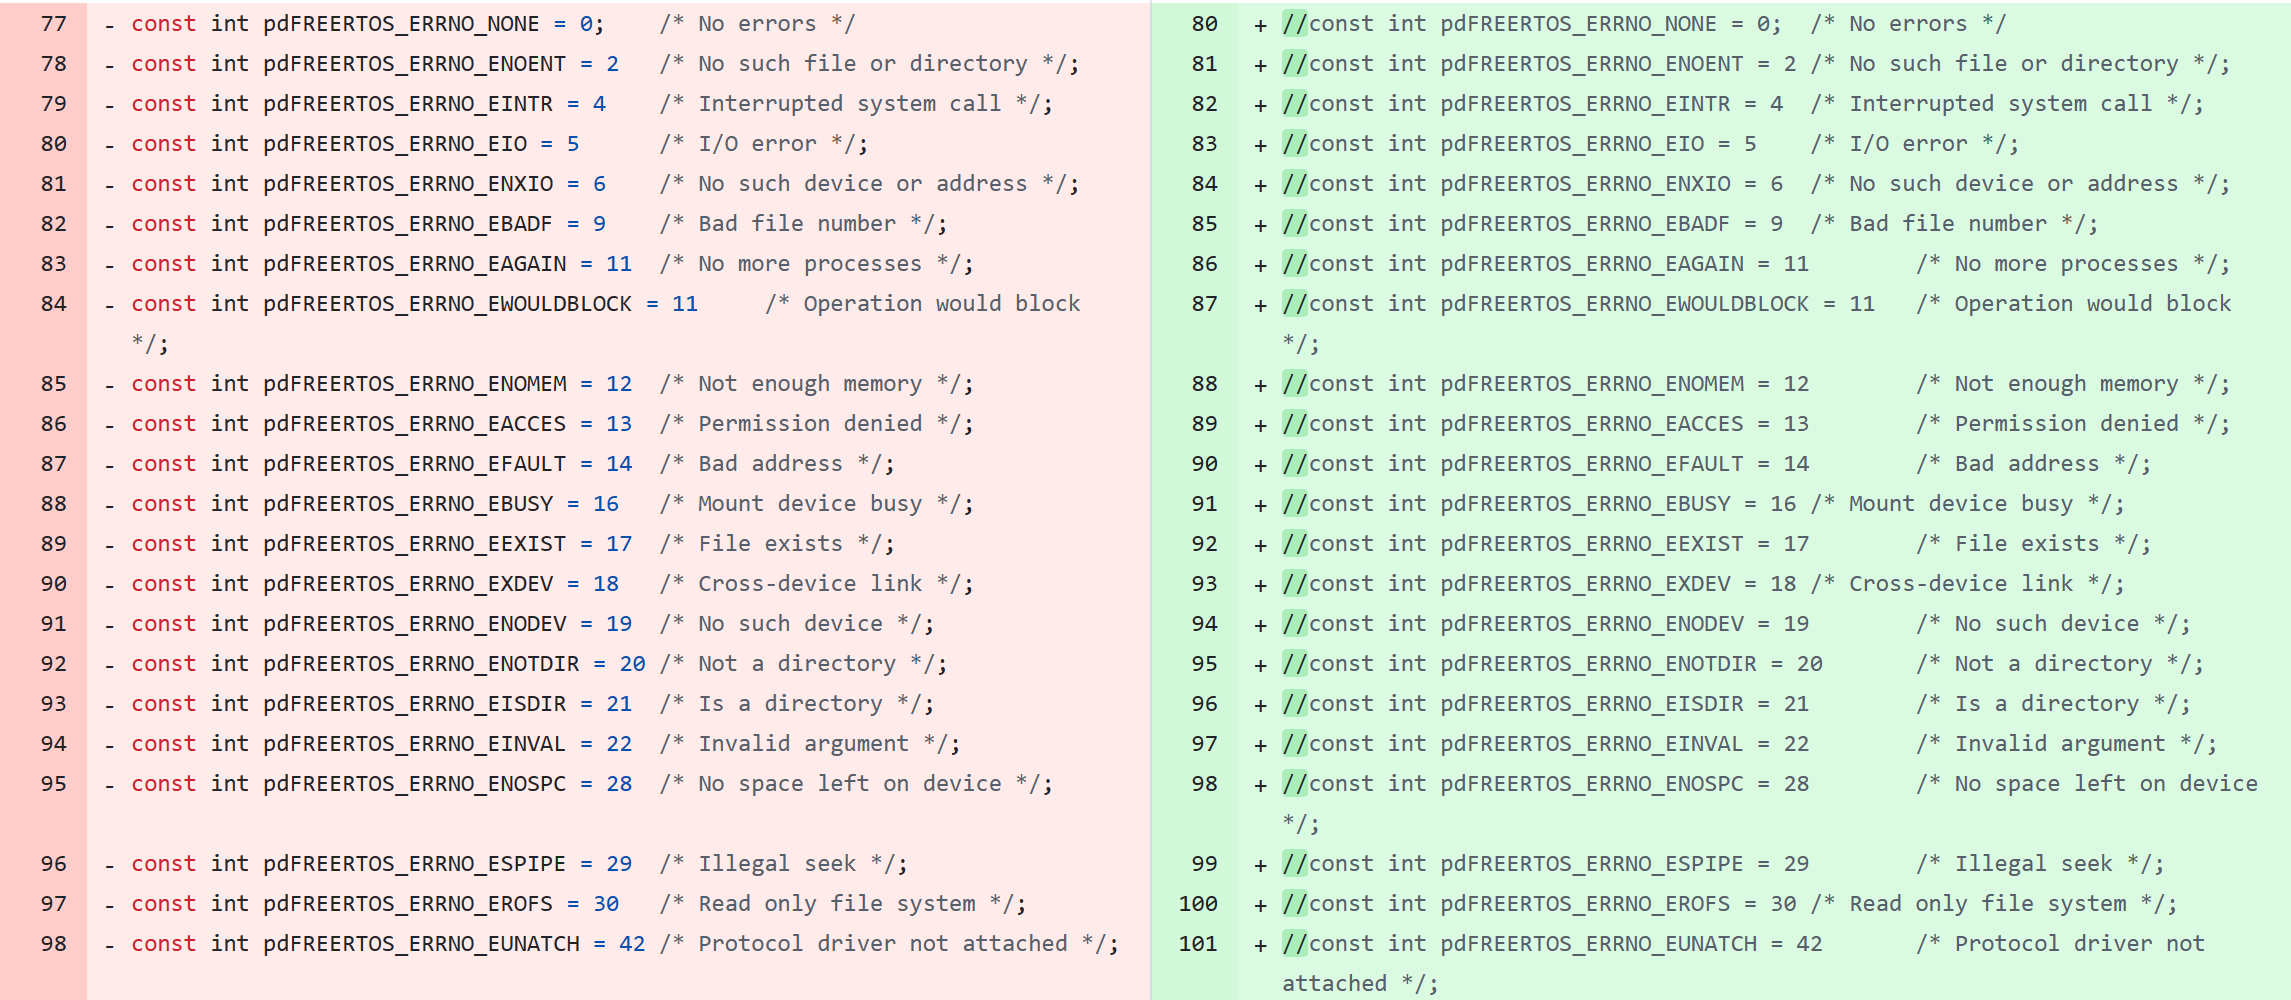 77 - const int pdFREERTOS_ERRNO_NONE = 0;    /* No errors */
78 - const int pdFREERTOS_ERRNO_ENOENT = 2   /* No such file or directory */;
79 - const int pdFREERTOS_ERRNO_EINTR = 4    /* Interrupted system call */;
80 - const int pdFREERTOS_ERRNO_EIO = 5      /* I/O error */;
81 - const int pdFREERTOS_ERRNO_ENXIO = 6    /* No such device or address */;
82 - const int pdFREERTOS_ERRNO_EBADF = 9    /* Bad file number */;
83 - const int pdFREERTOS_ERRNO_EAGAIN = 11  /* No more processes */;
84 - const int pdFREERTOS_ERRNO_EWOULDBLOCK = 11     /* Operation would block
*/;
85 - const int pdFREERTOS_ERRNO_ENOMEM = 12  /* Not enough memory */;
86 - const int pdFREERTOS_ERRNO_EACCES = 13  /* Permission denied */;
87 - const int pdFREERTOS_ERRNO_EFAULT = 14  /* Bad address */;
88 - const int pdFREERTOS_ERRNO_EBUSY = 16   /* Mount device busy */;
89 - const int pdFREERTOS_ERRNO_EEXIST = 17  /* File exists */;
90 - const int pdFREERTOS_ERRNO_EXDEV = 18   /* Cross-device link */;
91 - const int pdFREERTOS_ERRNO_ENODEV = 19  /* No such device */;
92 - const int pdFREERTOS_ERRNO_ENOTDIR = 20 /* Not a directory */;
93 - const int pdFREERTOS_ERRNO_EISDIR = 21  /* Is a directory */;
94 - const int pdFREERTOS_ERRNO_EINVAL = 22  /* Invalid argument */;
95 - const int pdFREERTOS_ERRNO_ENOSPC = 28  /* No space left on device */;
96 - const int pdFREERTOS_ERRNO_ESPIPE = 29  /* Illegal seek */;
97 - const int pdFREERTOS_ERRNO_EROFS = 30   /* Read only file system */;
98 - const int pdFREERTOS_ERRNO_EUNATCH = 42 /* Protocol driver not attached */;
80 + //const int pdFREERTOS_ERRNO_NONE = 0;  /* No errors */
81 + //const int pdFREERTOS_ERRNO_ENOENT = 2 /* No such file or directory */;
82 + //const int pdFREERTOS_ERRNO_EINTR = 4  /* Interrupted system call */;
83 + //const int pdFREERTOS_ERRNO_EIO = 5    /* I/O error */;
84 + //const int pdFREERTOS_ERRNO_ENXIO = 6  /* No such device or address */;
85 + //const int pdFREERTOS_ERRNO_EBADF = 9  /* Bad file number */;
86 + //const int pdFREERTOS_ERRNO_EAGAIN = 11        /* No more processes */;
87 + //const int pdFREERTOS_ERRNO_EWOULDBLOCK = 11   /* Operation would block
*/;
88 + //const int pdFREERTOS_ERRNO_ENOMEM = 12        /* Not enough memory */;
89 + //const int pdFREERTOS_ERRNO_EACCES = 13        /* Permission denied */;
90 + //const int pdFREERTOS_ERRNO_EFAULT = 14        /* Bad address */;
91 + //const int pdFREERTOS_ERRNO_EBUSY = 16 /* Mount device busy */;
92 + //const int pdFREERTOS_ERRNO_EEXIST = 17        /* File exists */;
93 + //const int pdFREERTOS_ERRNO_EXDEV = 18 /* Cross-device link */;
94 + //const int pdFREERTOS_ERRNO_ENODEV = 19        /* No such device */;
95 + //const int pdFREERTOS_ERRNO_ENOTDIR = 20       /* Not a directory */;
96 + //const int pdFREERTOS_ERRNO_EISDIR = 21        /* Is a directory */;
97 + //const int pdFREERTOS_ERRNO_EINVAL = 22        /* Invalid argument */;
98 + //const int pdFREERTOS_ERRNO_ENOSPC = 28        /* No space left on device
*/;
99 + //const int pdFREERTOS_ERRNO_ESPIPE = 29        /* Illegal seek */;
100 + //const int pdFREERTOS_ERRNO_EROFS = 30 /* Read only file system */;
101 + //const int pdFREERTOS_ERRNO_EUNATCH = 42       /* Protocol driver not
attached */;